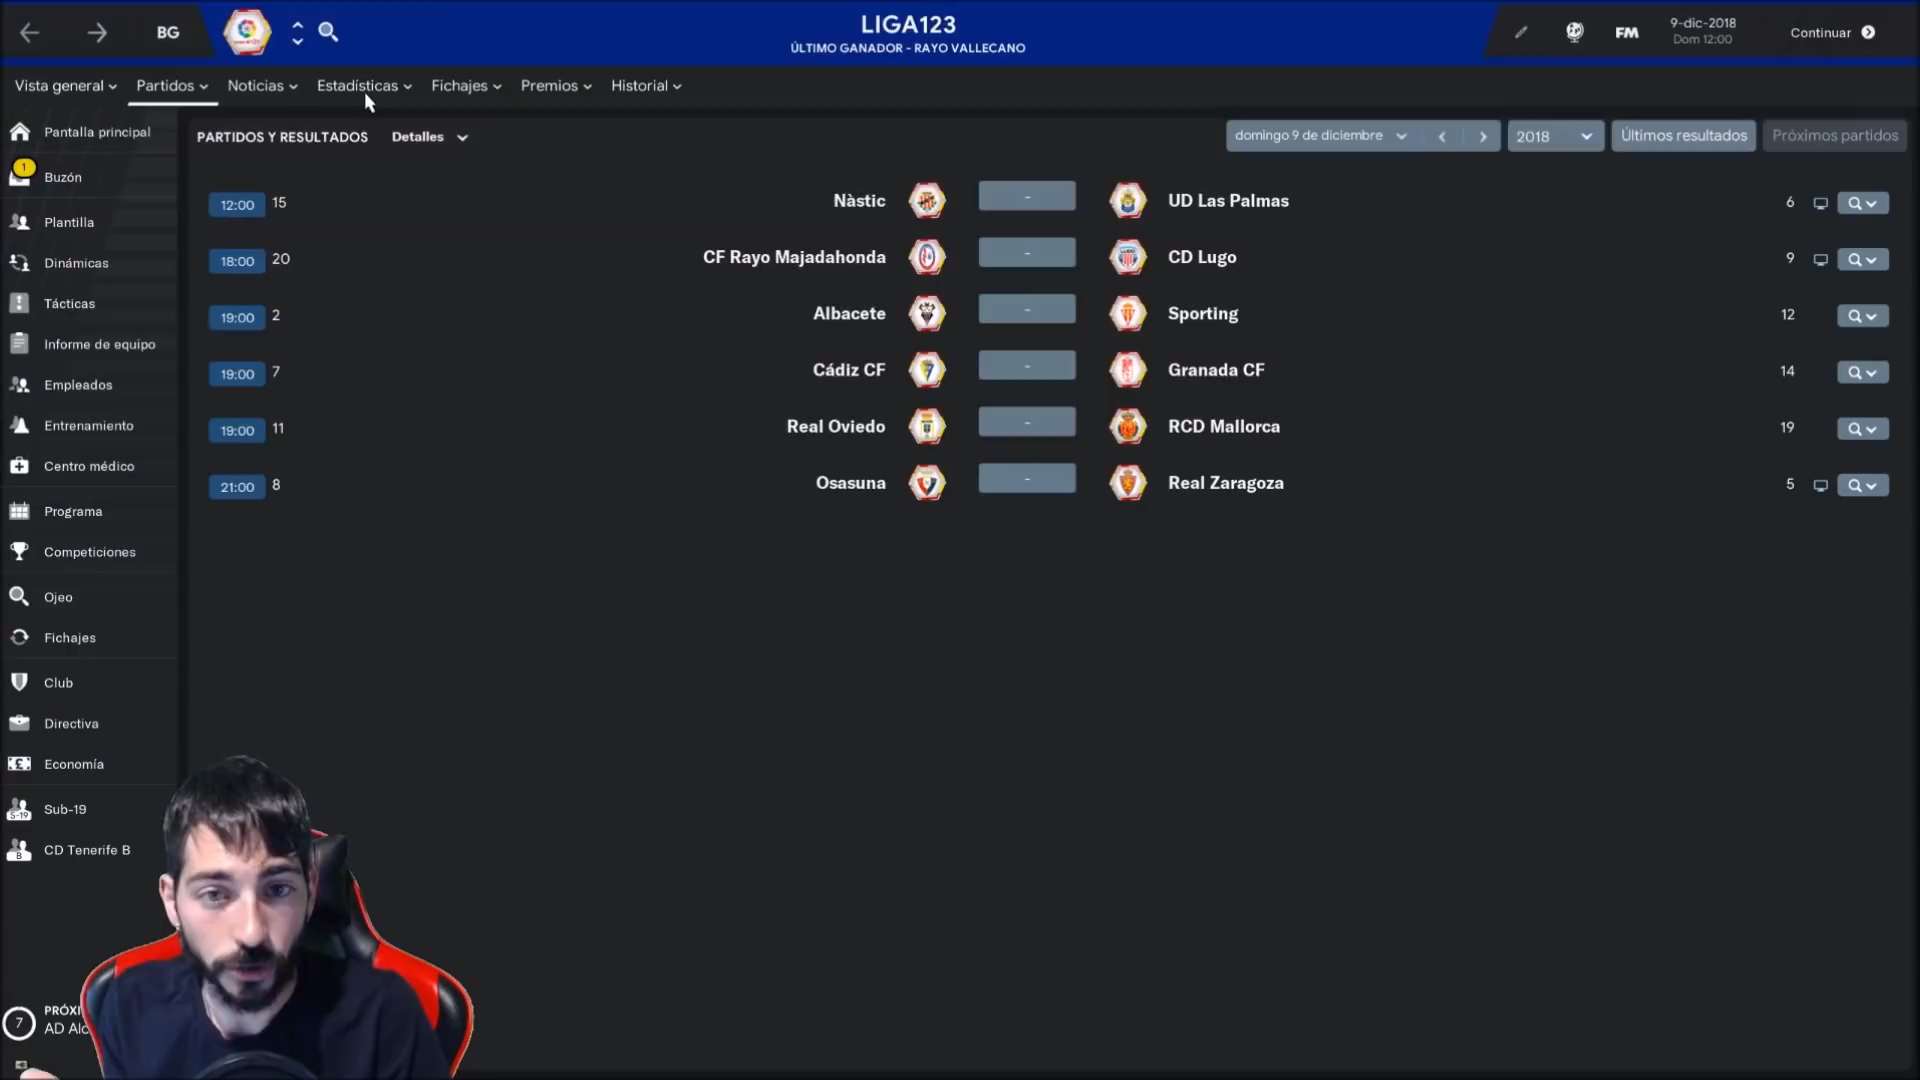 BG
LIGA123
ÚLTIMO GANADOR - RAYO VALLECANO
FM
9-dic-2018
Dom 12:00
Continuar
Vista general
Partidos
Noticias
Estadísticas
Fichajes
Premios
Historial
Pantalla principal
1
Buzón
Plantilla
Dinámicas
Tácticas
Informe de equipo
Empleados
Entrenamiento
Centro médico
Programa
Competiciones
Ojeo
Fichajes
Club
Directiva
Economía
S-19
Sub-19
B
CD Tenerife B
7
PRÓXI
AD Alc
PARTIDOS Y RESULTADOS
Detalles
domingo 9 de diciembre
2018
Últimos resultados
Próximos partidos
12:00 15 Nàstic - UD Las Palmas 6
18:00 20 CF Rayo Majadahonda - CD Lugo 9
19:00 2 Albacete - Sporting 12
19:00 7 Cádiz CF - Granada CF 14
19:00 11 Real Oviedo - RCD Mallorca 19
21:00 8 Osasuna - Real Zaragoza 5